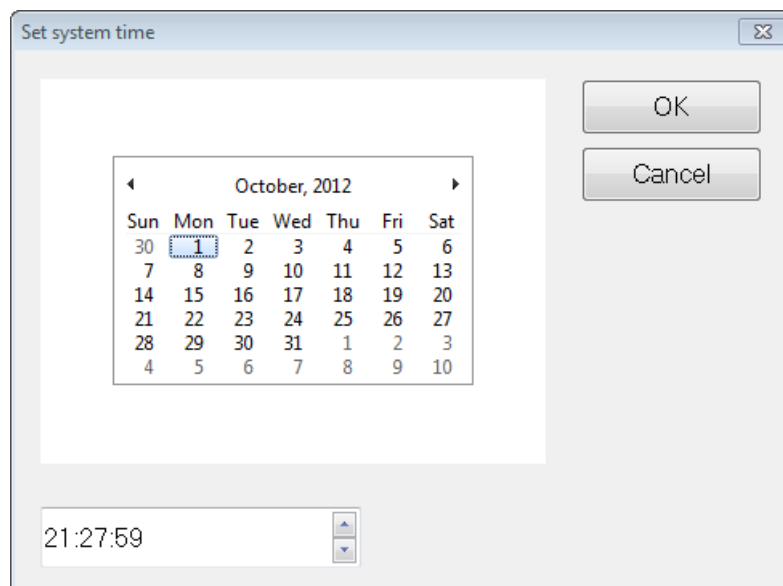 Set system time
OK
Cancel
October, 2012
Sun Mon Tue Wed Thu Fri Sat
30 1 2 3 4 5 6
7 8 9 10 11 12 13
14 15 16 17 18 19 20
21 22 23 24 25 26 27
28 29 30 31 1 2 3
4 5 6 7 8 9 10
21:27:59